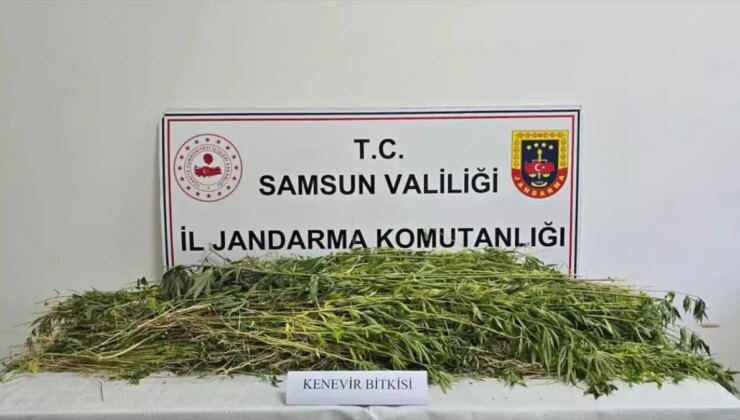 T.C.
SAMSUN VALİLİĞİ
İL JANDARMA KOMUTANLIĞI
JANDARMA
KENEVİR BİTKİSİ